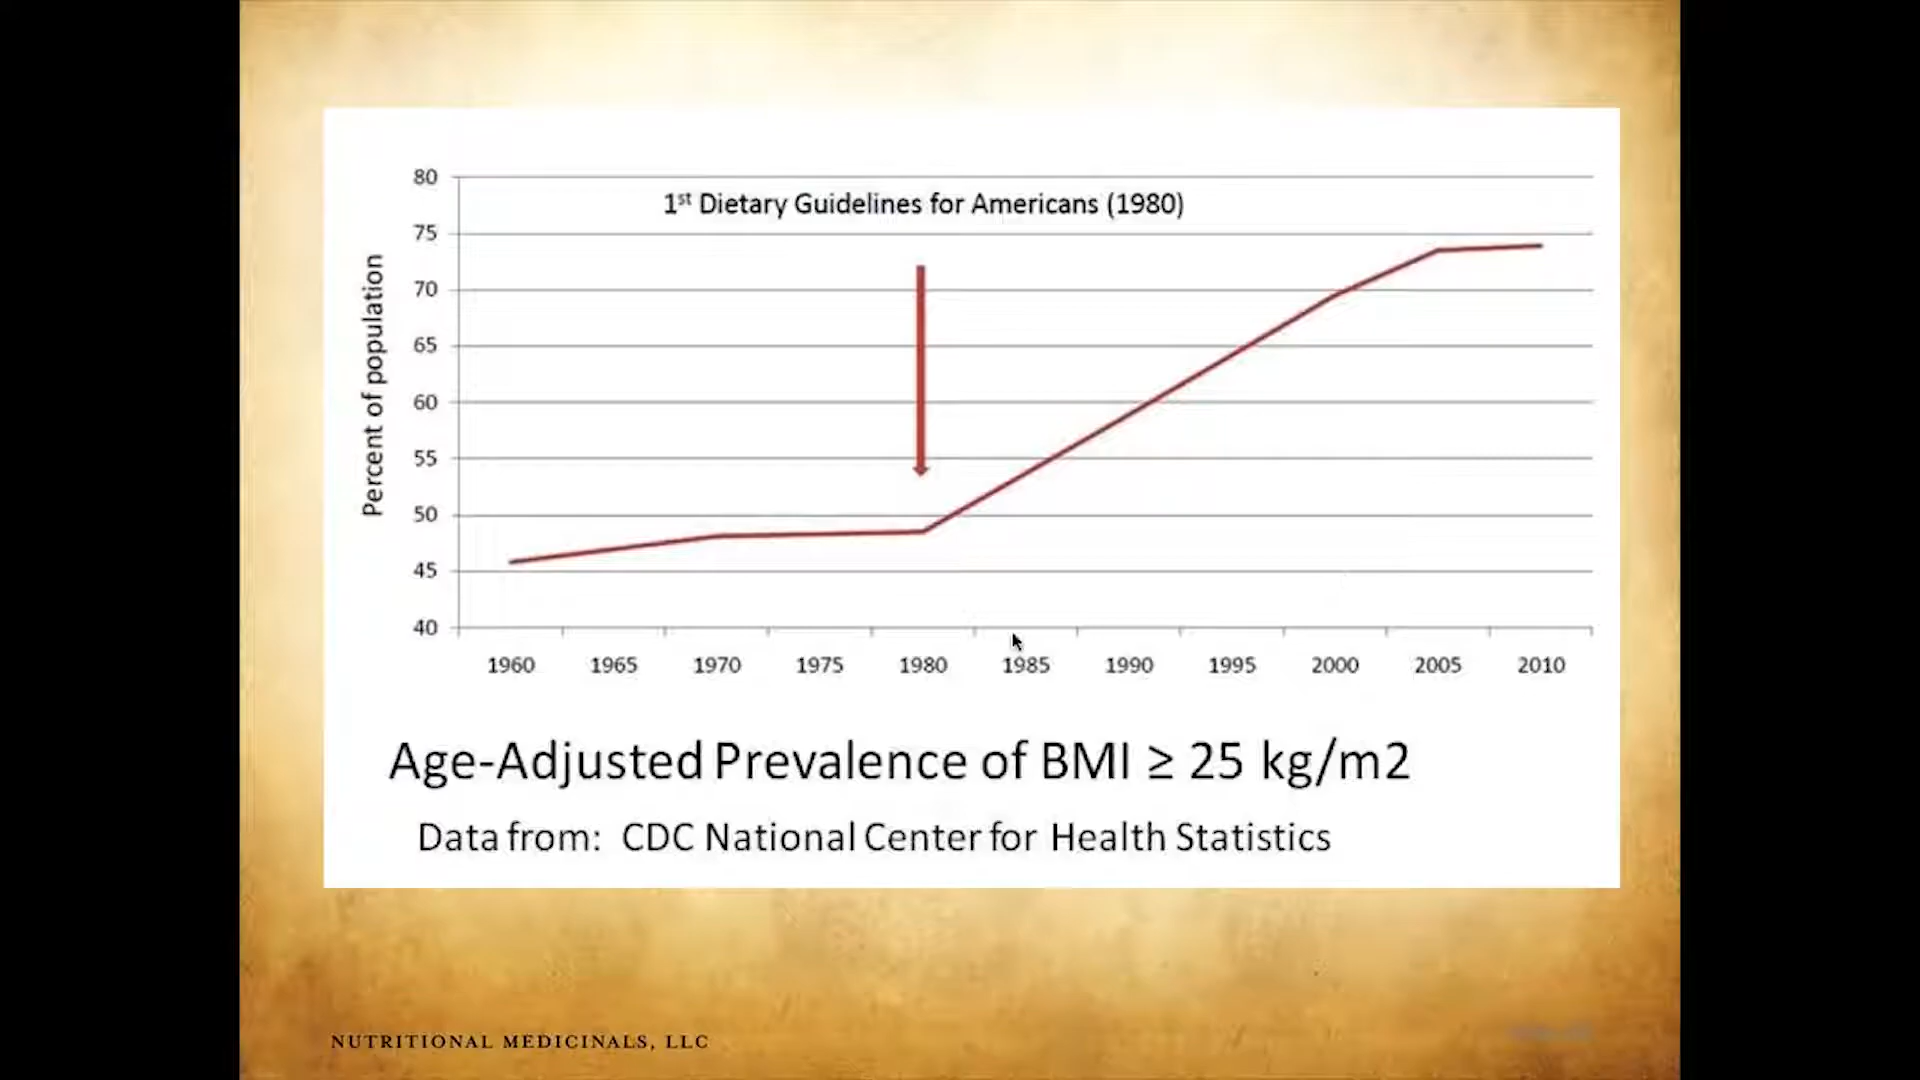 80
1st Dietary Guidelines for Americans (1980)
75
70
65
60
55
50
45
40
Percent of population
1960 1965 1970 1975 1980 1985 1990 1995 2000 2005 2010
Age-Adjusted Prevalence of BMI ≥ 25 kg/m2
Data from: CDC National Center for Health Statistics
NUTRITIONAL MEDICINALS, LLC